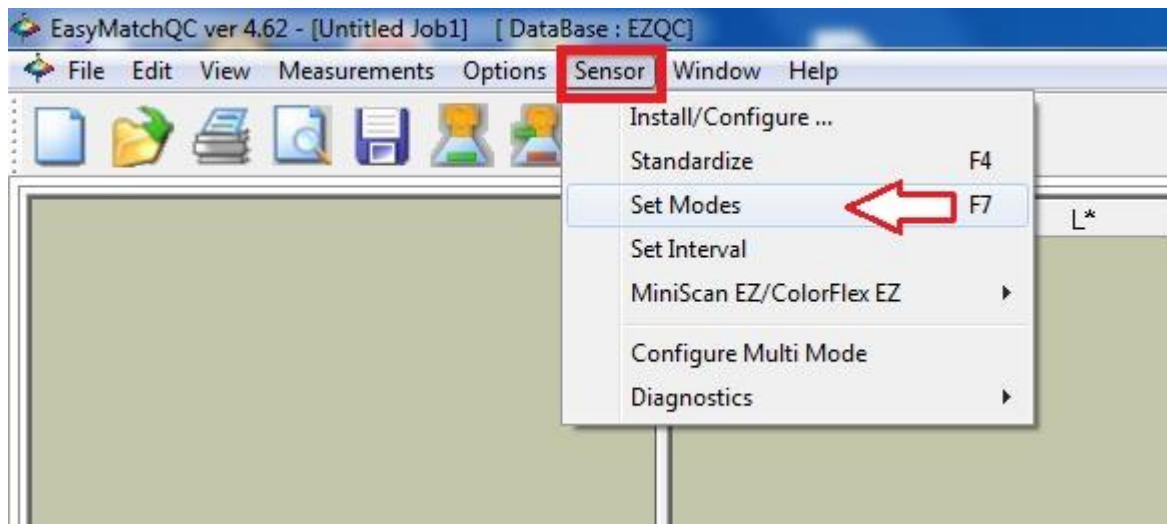 EasyMatchQC ver 4.62 - [Untitled Job1] [ DataBase : EZQC]
File Edit View Measurements Options Sensor Window Help
Install/Configure ...
Standardize F4
Set Modes F7
L*
Set Interval
MiniScan EZ/ColorFlex EZ
Configure Multi Mode
Diagnostics